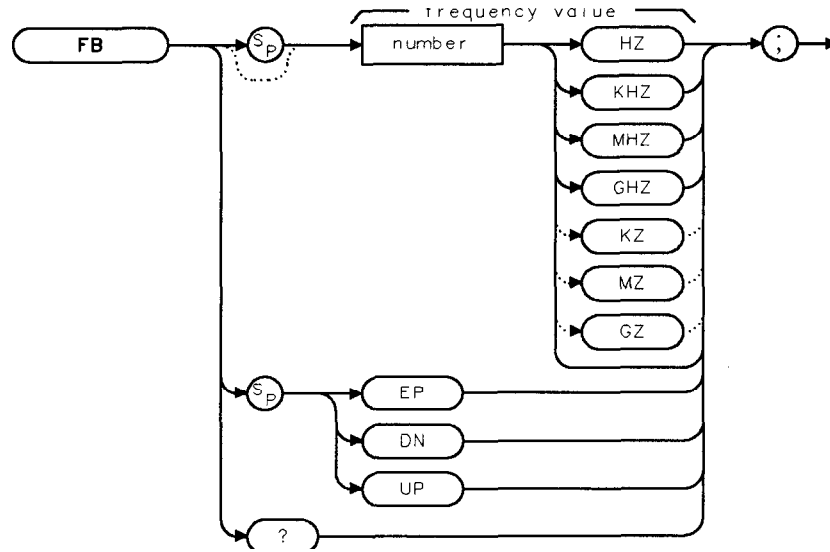 frequency value
FB
SP
number
HZ
;
KHZ
MHZ
GHZ
KZ
MZ
GZ
SP
EP
DN
UP
?